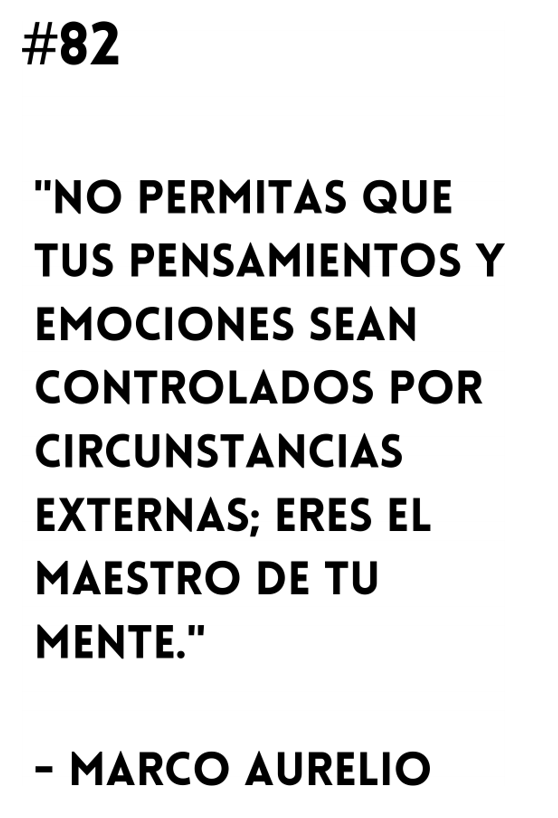 #82
"NO PERMITAS QUE
TUS PENSAMIENTOS Y
EMOCIONES SEAN
CONTROLADOS POR
CIRCUNSTANCIAS
EXTERNAS; ERES EL
MAESTRO DE TU
MENTE."
- MARCO AURELIO